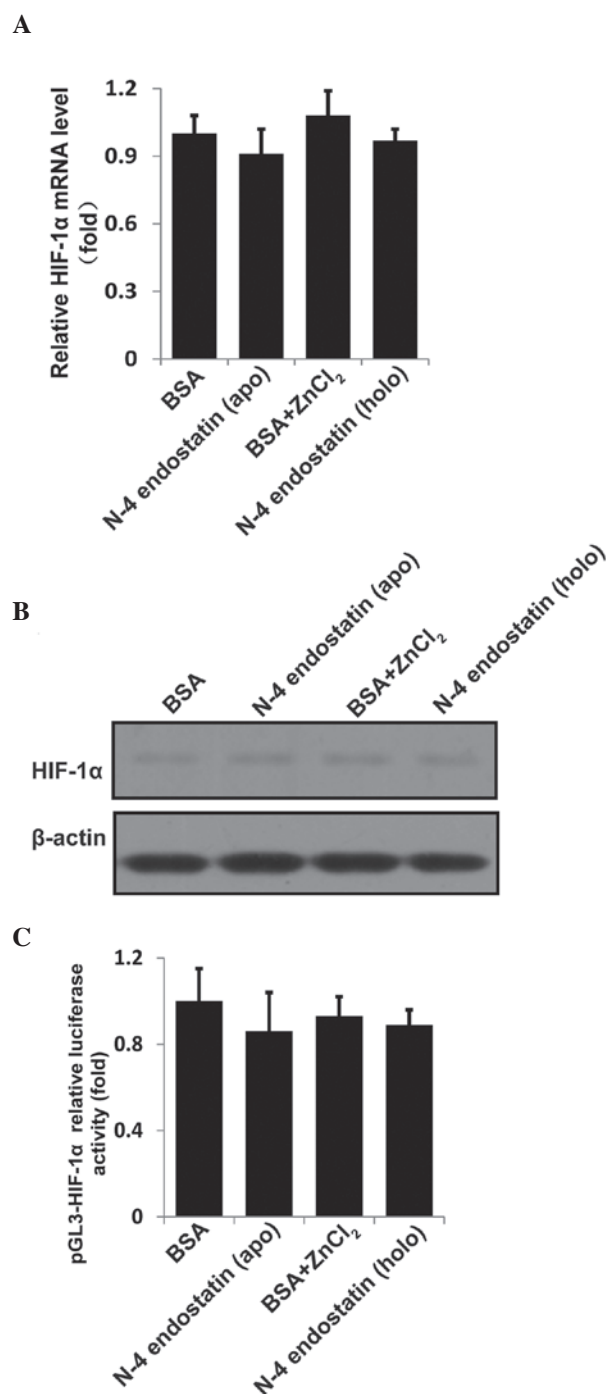 A
Relative HIF-1α mRNA level
（fold）
1.2
0.9
0.6
0.3
0
BSA
N-4 endostatin (apo)
BSA+ZnCl₂
N-4 endostatin (holo)
B
BSA
N-4 endostatin (apo)
BSA+ZnCl₂
N-4 endostatin (holo)
HIF-1α
β-actin
C
pGL3-HIF-1α relative luciferase
activity (fold)
1.2
0.8
0.4
0
BSA
N-4 endostatin (apo)
BSA+ZnCl₂
N-4 endostatin (holo)